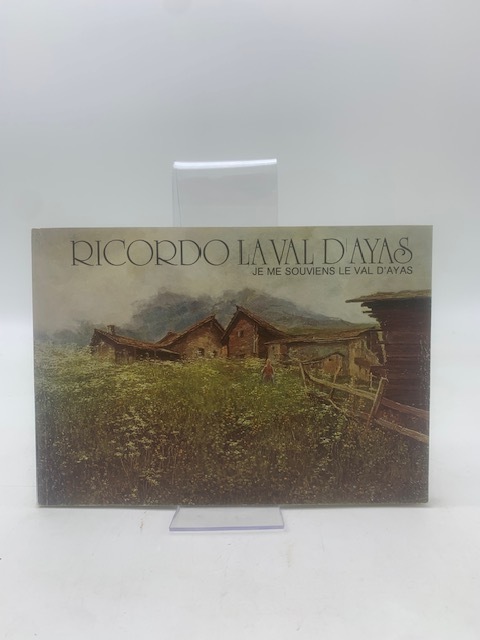 RICORDO LA VAL D'AYAS
JE ME SOUVIENS LE VAL D'AYAS